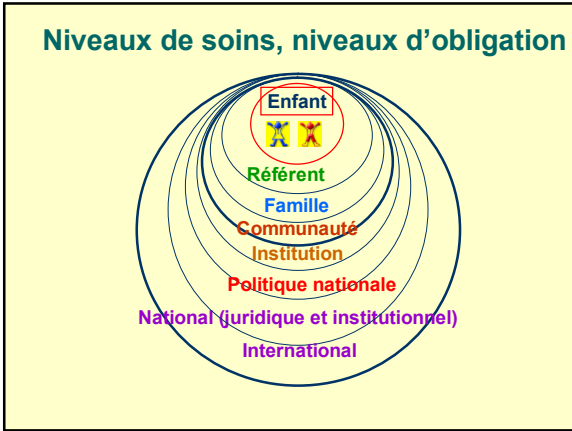 Niveaux de soins, niveaux d'obligation
Enfant
Référent
Famille
Communauté
Institution
Politique nationale
National (juridique et institutionnel)
International